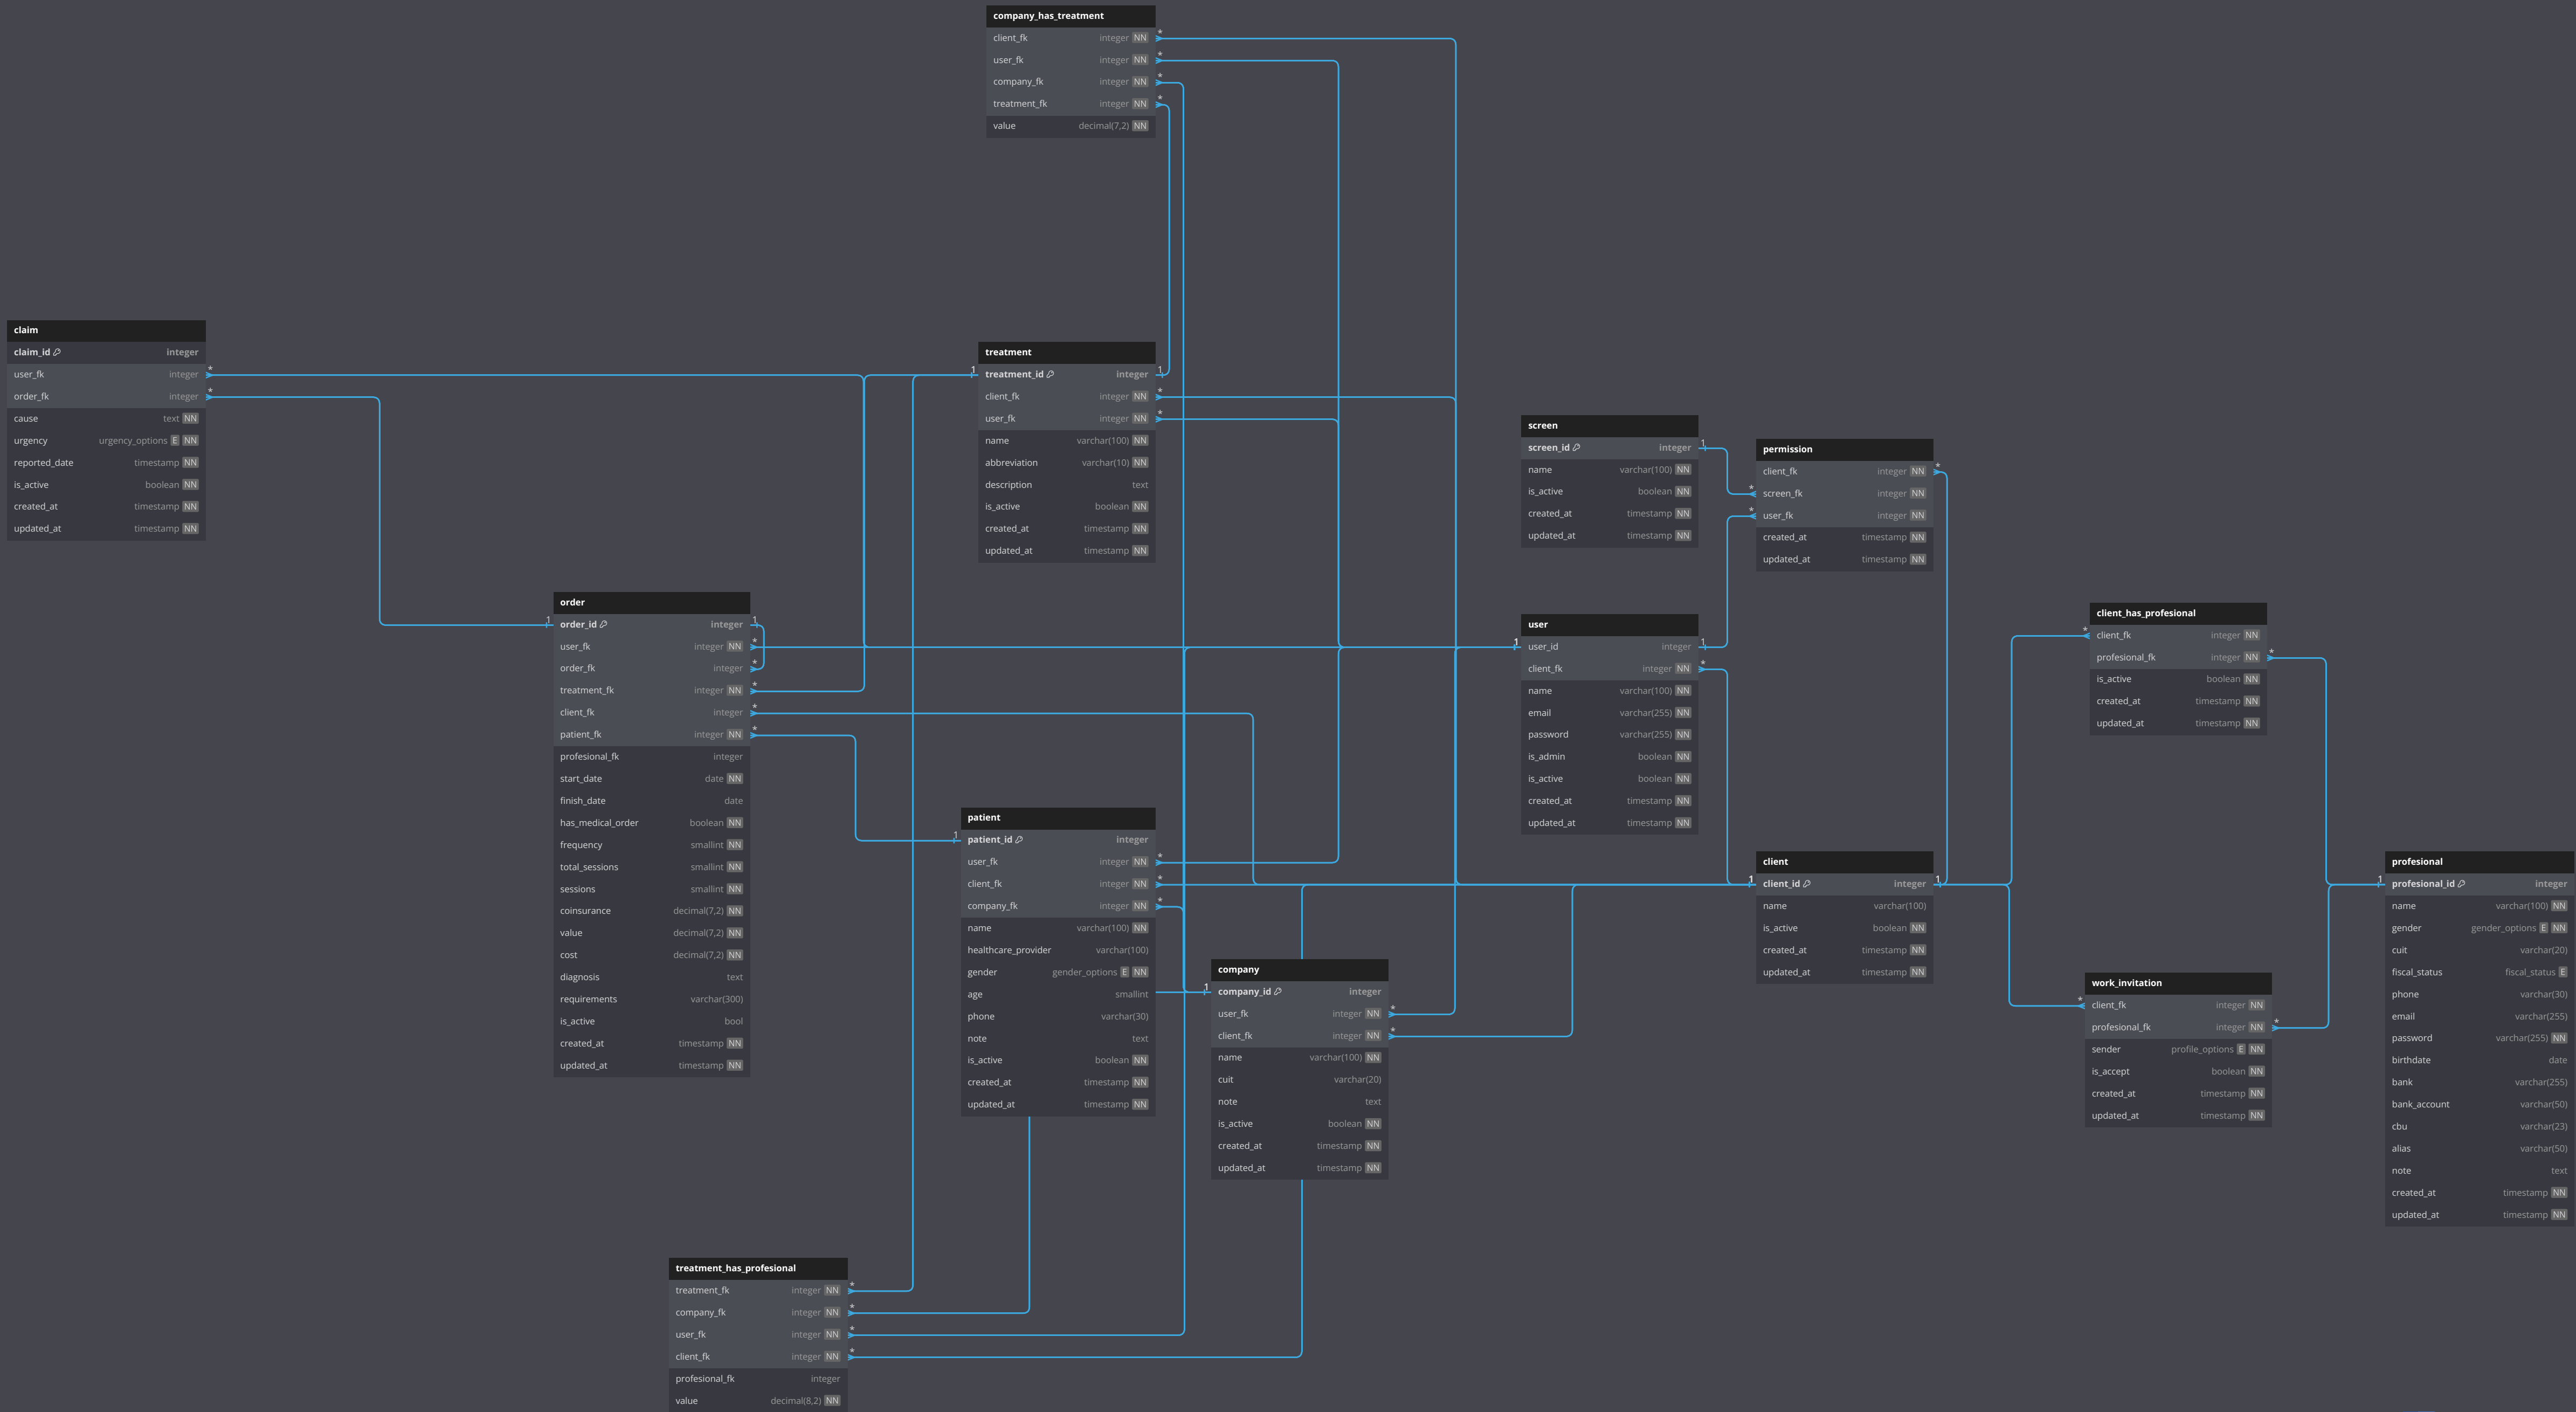 company_has_treatment
client_fk integer NN
user_fk integer NN
company_fk integer NN
treatment_fk integer NN
value decimal(7,2) NN
claim
claim_id integer
user_fk integer
order_fk integer
cause text NN
urgency urgency_options E NN
reported_date timestamp NN
is_active boolean NN
created_at timestamp NN
updated_at timestamp NN
treatment
treatment_id integer
client_fk integer NN
user_fk integer NN
name varchar(100) NN
abbreviation varchar(10) NN
description text
is_active boolean NN
created_at timestamp NN
updated_at timestamp NN
screen
screen_id integer
name varchar(100) NN
is_active boolean NN
created_at timestamp NN
updated_at timestamp NN
permission
client_fk integer NN
screen_fk integer NN
user_fk integer NN
created_at timestamp NN
updated_at timestamp NN
order
order_id integer
user_fk integer NN
order_fk integer
treatment_fk integer NN
client_fk integer
patient_fk integer NN
profesional_fk integer
start_date date NN
finish_date date
has_medical_order boolean NN
frequency smallint NN
total_sessions smallint NN
sessions smallint NN
coinsurance decimal(7,2) NN
value decimal(7,2) NN
cost decimal(7,2) NN
diagnosis text
requirements varchar(300)
is_active bool
created_at timestamp NN
updated_at timestamp NN
user
user_id integer
client_fk integer NN
name varchar(100) NN
email varchar(255) NN
password varchar(255) NN
is_admin boolean NN
is_active boolean NN
created_at timestamp NN
updated_at timestamp NN
client_has_profesional
client_fk integer NN
profesional_fk integer NN
is_active boolean NN
created_at timestamp NN
updated_at timestamp NN
patient
patient_id integer
user_fk integer NN
client_fk integer NN
company_fk integer NN
name varchar(100) NN
healthcare_provider varchar(100)
gender gender_options E NN
age smallint
phone varchar(30)
note text
is_active boolean NN
created_at timestamp NN
updated_at timestamp NN
client
client_id integer
name varchar(100)
is_active boolean NN
created_at timestamp NN
updated_at timestamp NN
profesional
profesional_id integer
name varchar(100) NN
gender gender_options E NN
cuit varchar(20)
fiscal_status fiscal_status E
phone varchar(30)
email varchar(255)
password varchar(255) NN
birthdate date
bank varchar(255)
bank_account varchar(50)
cbu varchar(23)
alias varchar(50)
note text
created_at timestamp NN
updated_at timestamp NN
company
company_id integer
user_fk integer NN
client_fk integer NN
name varchar(100) NN
cuit varchar(20)
note text
is_active boolean NN
created_at timestamp NN
updated_at timestamp NN
work_invitation
client_fk integer NN
profesional_fk integer NN
sender profile_options E NN
is_accept boolean NN
created_at timestamp NN
updated_at timestamp NN
treatment_has_profesional
treatment_fk integer NN
company_fk integer NN
user_fk integer NN
client_fk integer NN
profesional_fk integer
value decimal(8,2) NN